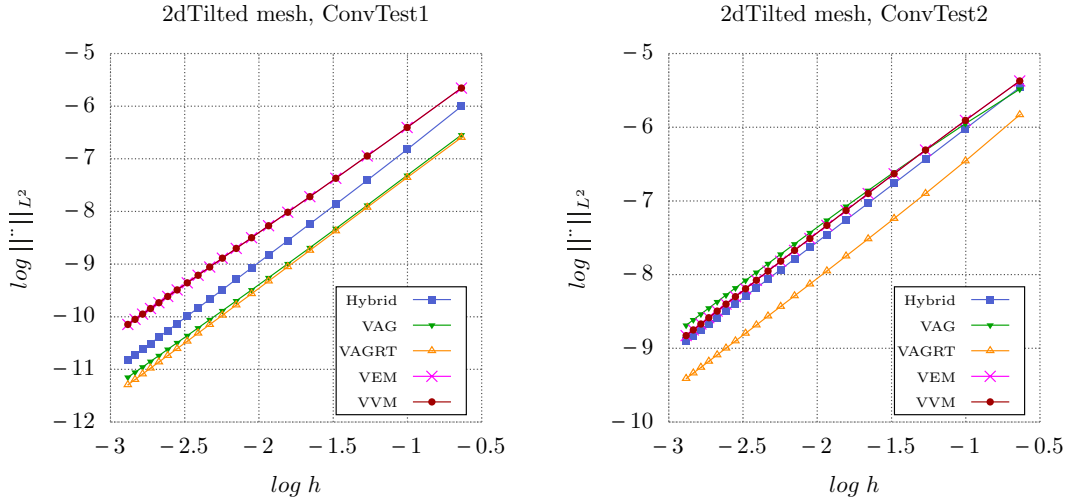 2dTilted mesh, ConvTest1
−5
−6
−7
−8
−9
−10
−11
−12
−3
−2.5
−2
−1.5
−1
−0.5
log ||¨||L²
log h
Hybrid
VAG
VAGRT
VEM
VVM
2dTilted mesh, ConvTest2
−5
−6
−7
−8
−9
−10
−3
−2.5
−2
−1.5
−1
−0.5
log ||¨||L²
log h
Hybrid
VAG
VAGRT
VEM
VVM